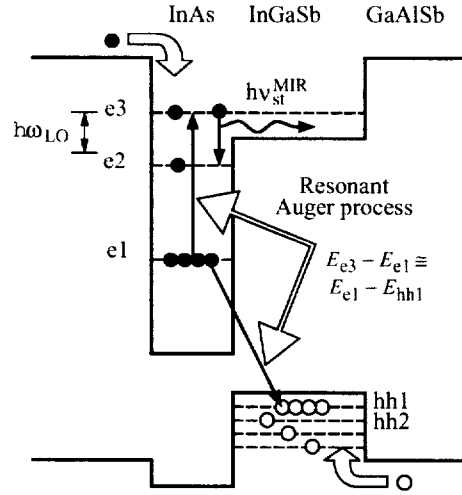 InAs InGaSb GaAlSb
e3
hν_st^MIR
ħω_LO
e2
Resonant
Auger process
e1
E_e3 – E_e1 ≅
E_e1 – E_hh1
hh1
hh2